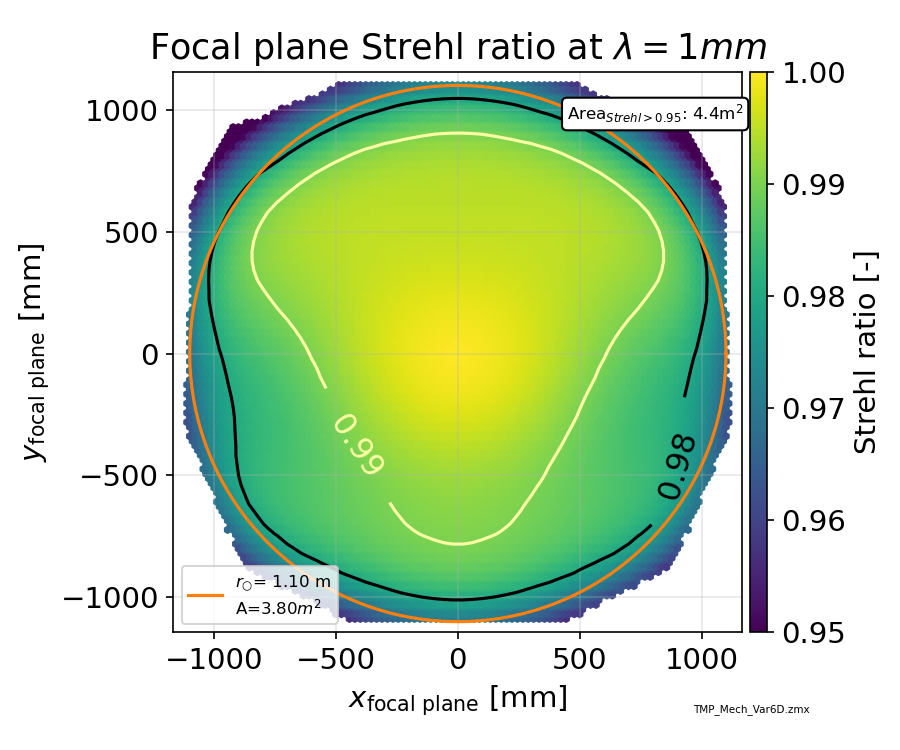 Focal plane Strehl ratio at λ = 1mm
Area Strehl>0.95: 4.4m²
1000
500
0
−500
−1000
y focal plane [mm]
0.99
0.98
r○= 1.10 m
A=3.80m²
−1000
−500
0
500
1000
x focal plane [mm]
1.00
0.99
0.98
0.97
0.96
0.95
Strehl ratio [-]
TMP_Mech_Var6D.zmx